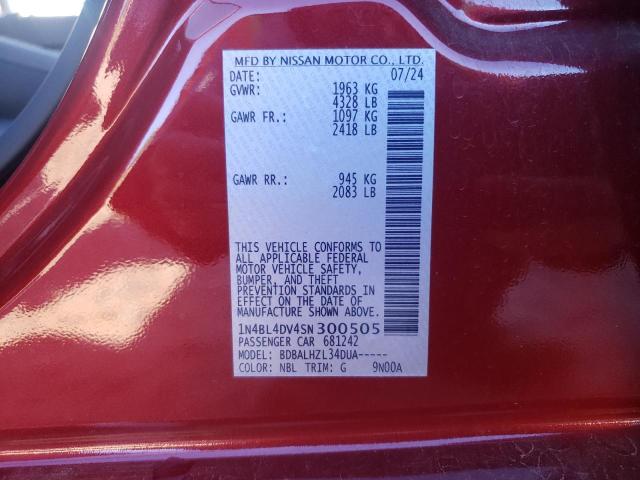 MFD BY NISSAN MOTOR CO., LTD.
DATE: 07/24
GVWR: 1963 KG
4328 LB
GAWR FR.: 1097 KG
2418 LB
GAWR RR.: 945 KG
2083 LB
THIS VEHICLE CONFORMS TO
ALL APPLICABLE FEDERAL
MOTOR VEHICLE SAFETY,
BUMPER, AND THEFT
PREVENTION STANDARDS IN
EFFECT ON THE DATE OF
MANUFACTURE SHOWN ABOVE.
1N4BL4DV4SN300505
PASSENGER CAR 681242
MODEL: BDBALHZL34DUA-----
COLOR: NBL TRIM: G 9N00A